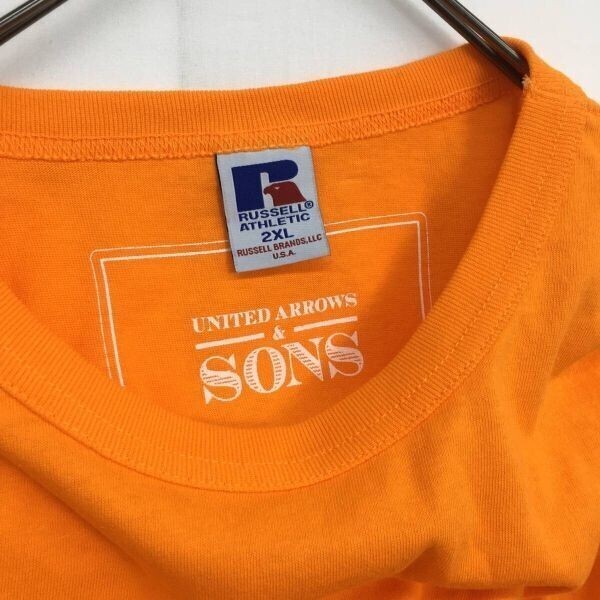 R
RUSSELL®
ATHLETIC
2XL
RUSSELL BRANDS,LLC
U.S.A.
UNITED ARROWS
&
SONS